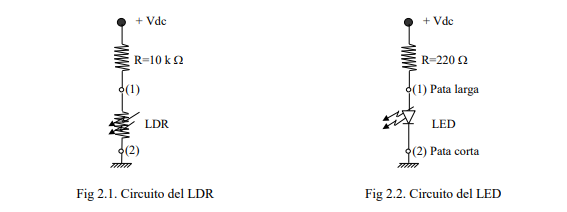 + Vdc
R=10 k Ω
(1)
LDR
(2)
Fig 2.1. Circuito del LDR
+ Vdc
R=220 Ω
(1) Pata larga
LED
(2) Pata corta
Fig 2.2. Circuito del LED